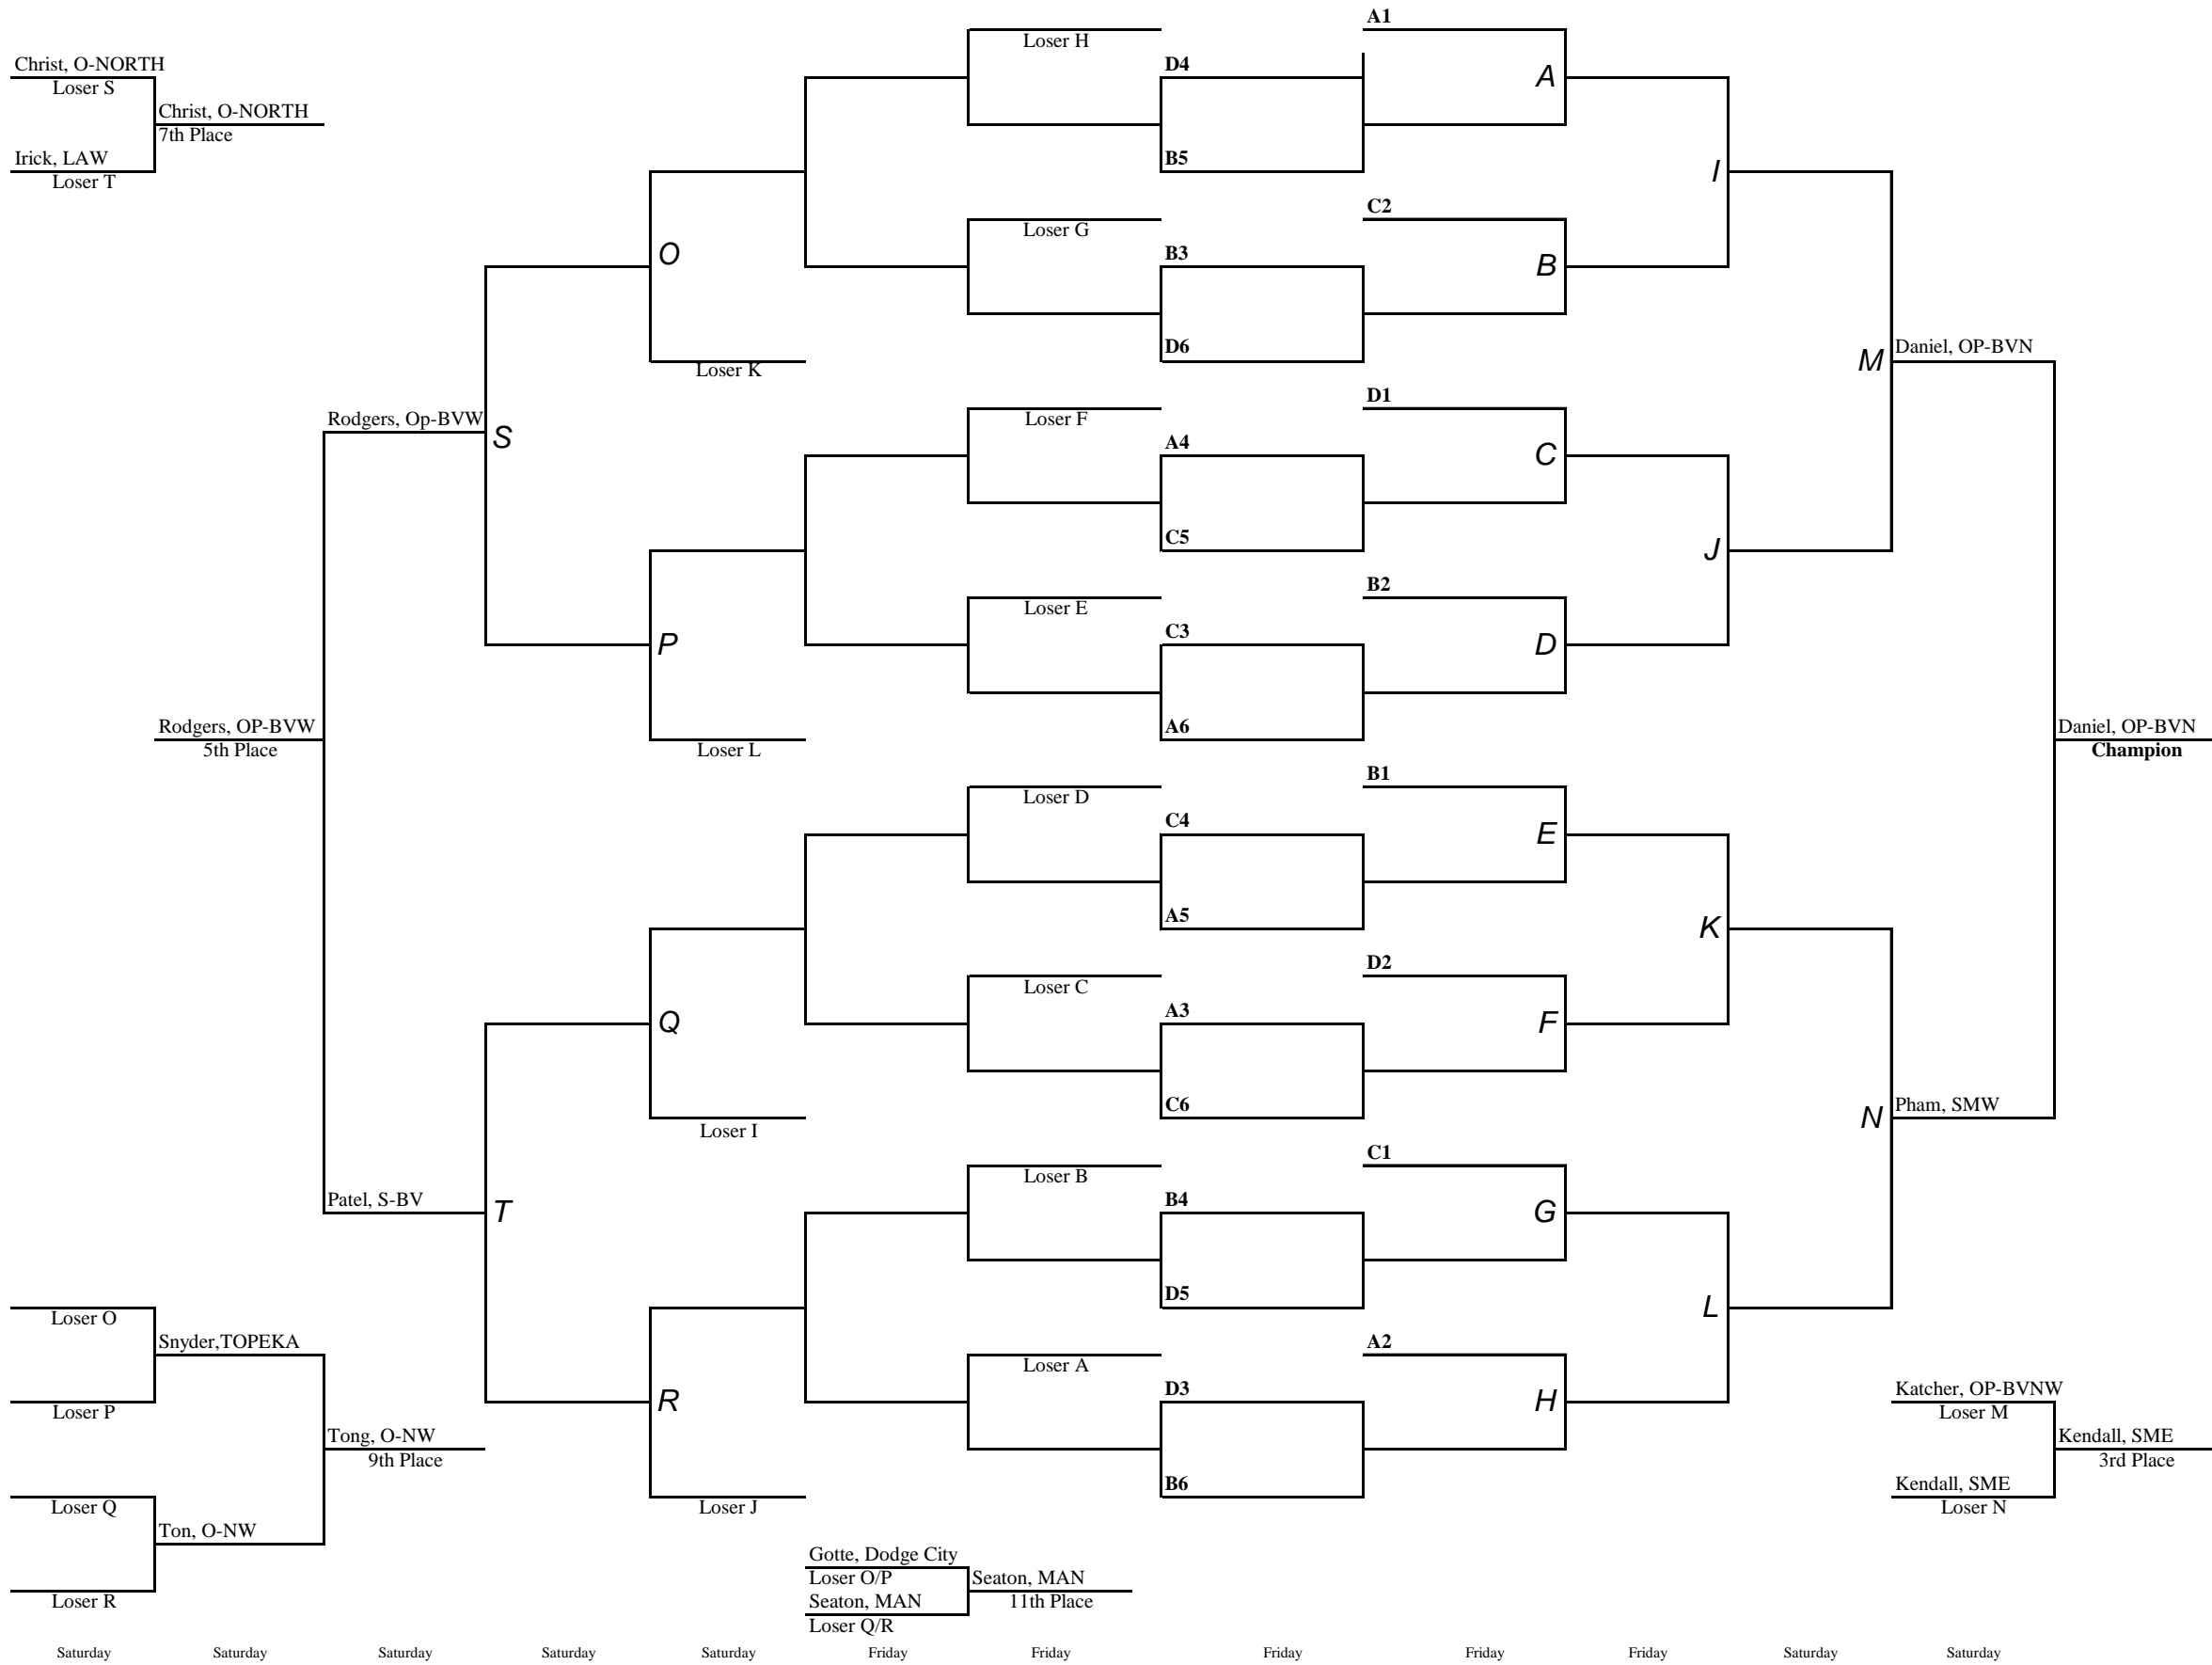 A1
Loser H
Christ, O-NORTH
D4
A
Loser S
Christ, O-NORTH
7th Place
Irick, LAW
B5
I
Loser T
C2
Loser G
O
B3
B
Loser K
D6
M
Daniel, OP-BVN
D1
Loser F
Rodgers, Op-BVW
S
A4
C
C5
J
B2
Loser E
P
C3
D
Rodgers, OP-BVW
5th Place
Loser L
A6
Daniel, OP-BVN
Champion
B1
Loser D
C4
E
A5
K
D2
Loser C
Q
A3
F
Loser I
C6
N
Pham, SMW
C1
Loser B
Patel, S-BV
T
B4
G
D5
L
Loser O
Snyder,TOPEKA
A2
Loser A
R
D3
H
Katcher, OP-BVNW
Loser P
Loser M
Tong, O-NW
9th Place
Kendall, SME
3rd Place
B6
Kendall, SME
Loser Q
Loser J
Loser N
Ton, O-NW
Gotte, Dodge City
Loser O/P
Seaton, MAN
Loser R
Seaton, MAN
11th Place
Loser Q/R
Saturday Saturday Saturday Saturday Saturday Friday Friday Friday Friday Friday Saturday Saturday